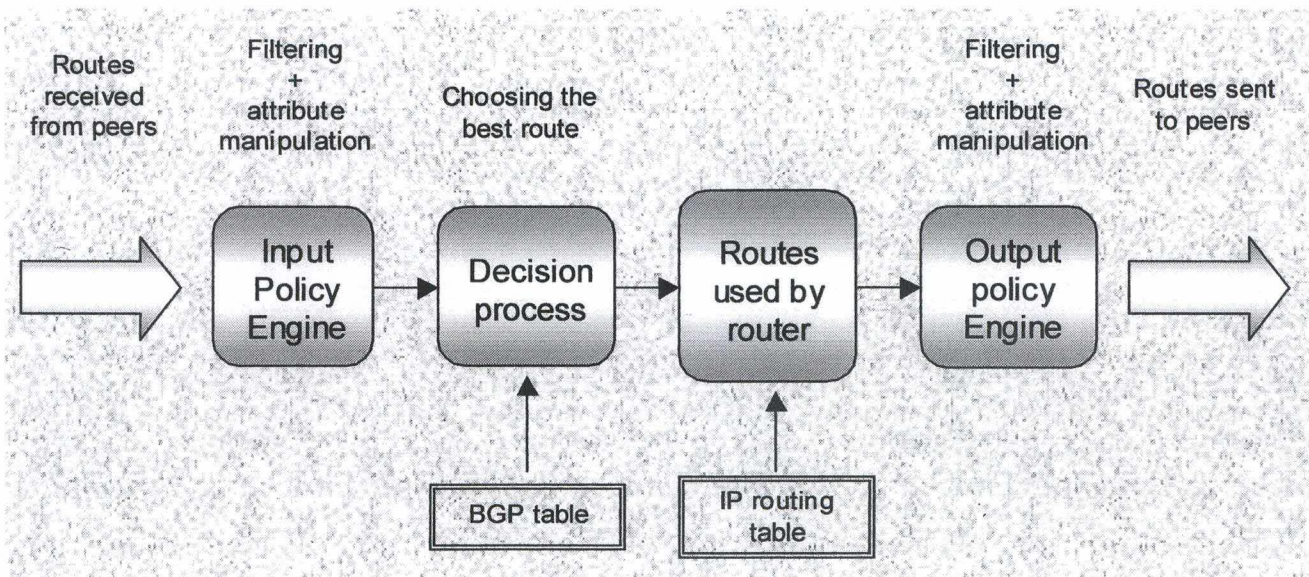 Routes
received
from peers
Filtering
+
attribute
manipulation
Choosing the
best route
Filtering
+
attribute
manipulation
Routes sent
to peers
Input
Policy
Engine
Decision
process
Routes
used by
router
Output
policy
Engine
BGP table
IP routing
table